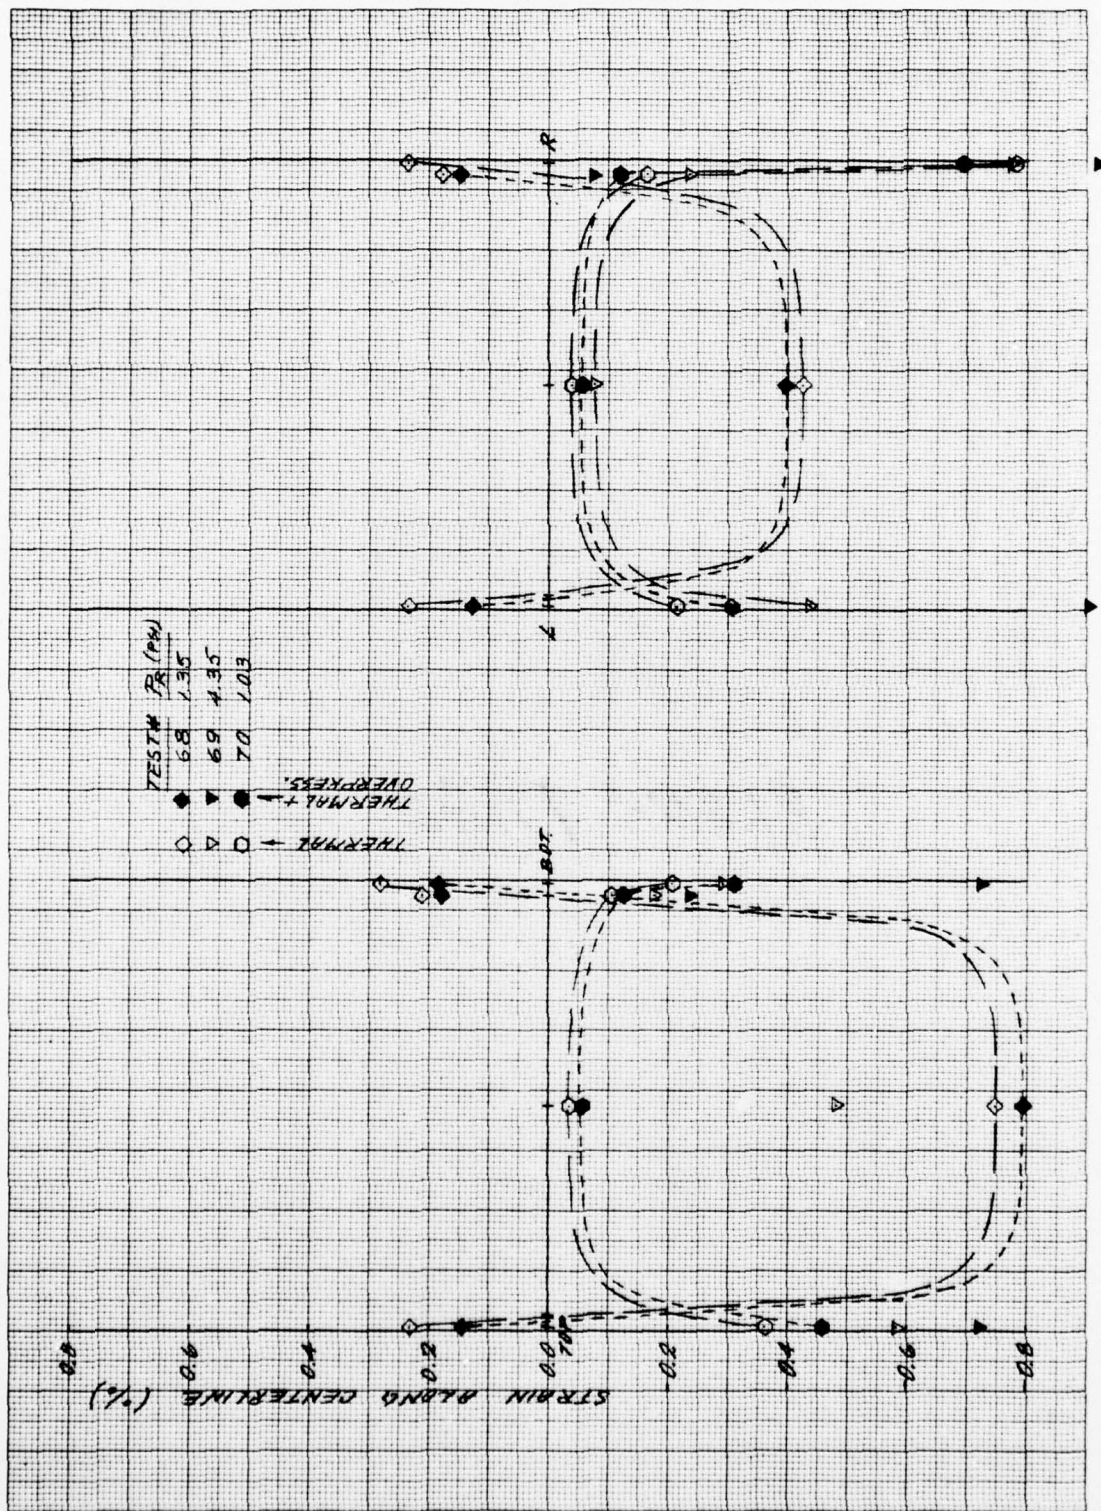 STRAIN ALONG CENTERLINE (%)
0.8
0.6
0.4
0.2
0.0
-0.2
-0.4
-0.6
-0.8
TOP
BOT.
L
R
TEST# PR (PSI)
68 1.35
69 4.35
70 1.03
THERMAL
THERMAL +
OVERPRESS.